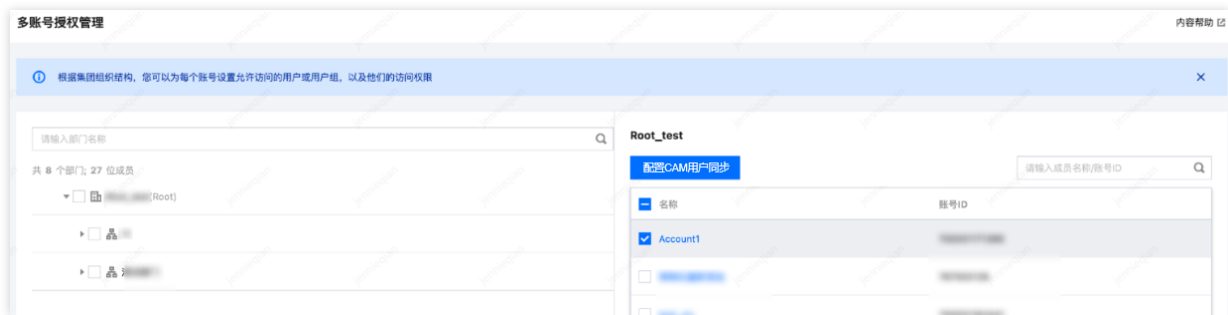 多账号授权管理
内容帮助
根据集团组织结构，您可以为每个账号设置允许访问的用户或用户组，以及他们的访问权限
请输入部门名称
共 8 个部门; 27 位成员
(Root)
Root_test
配置CAM用户同步
请输入成员名称/账号ID
名称
账号ID
Account1